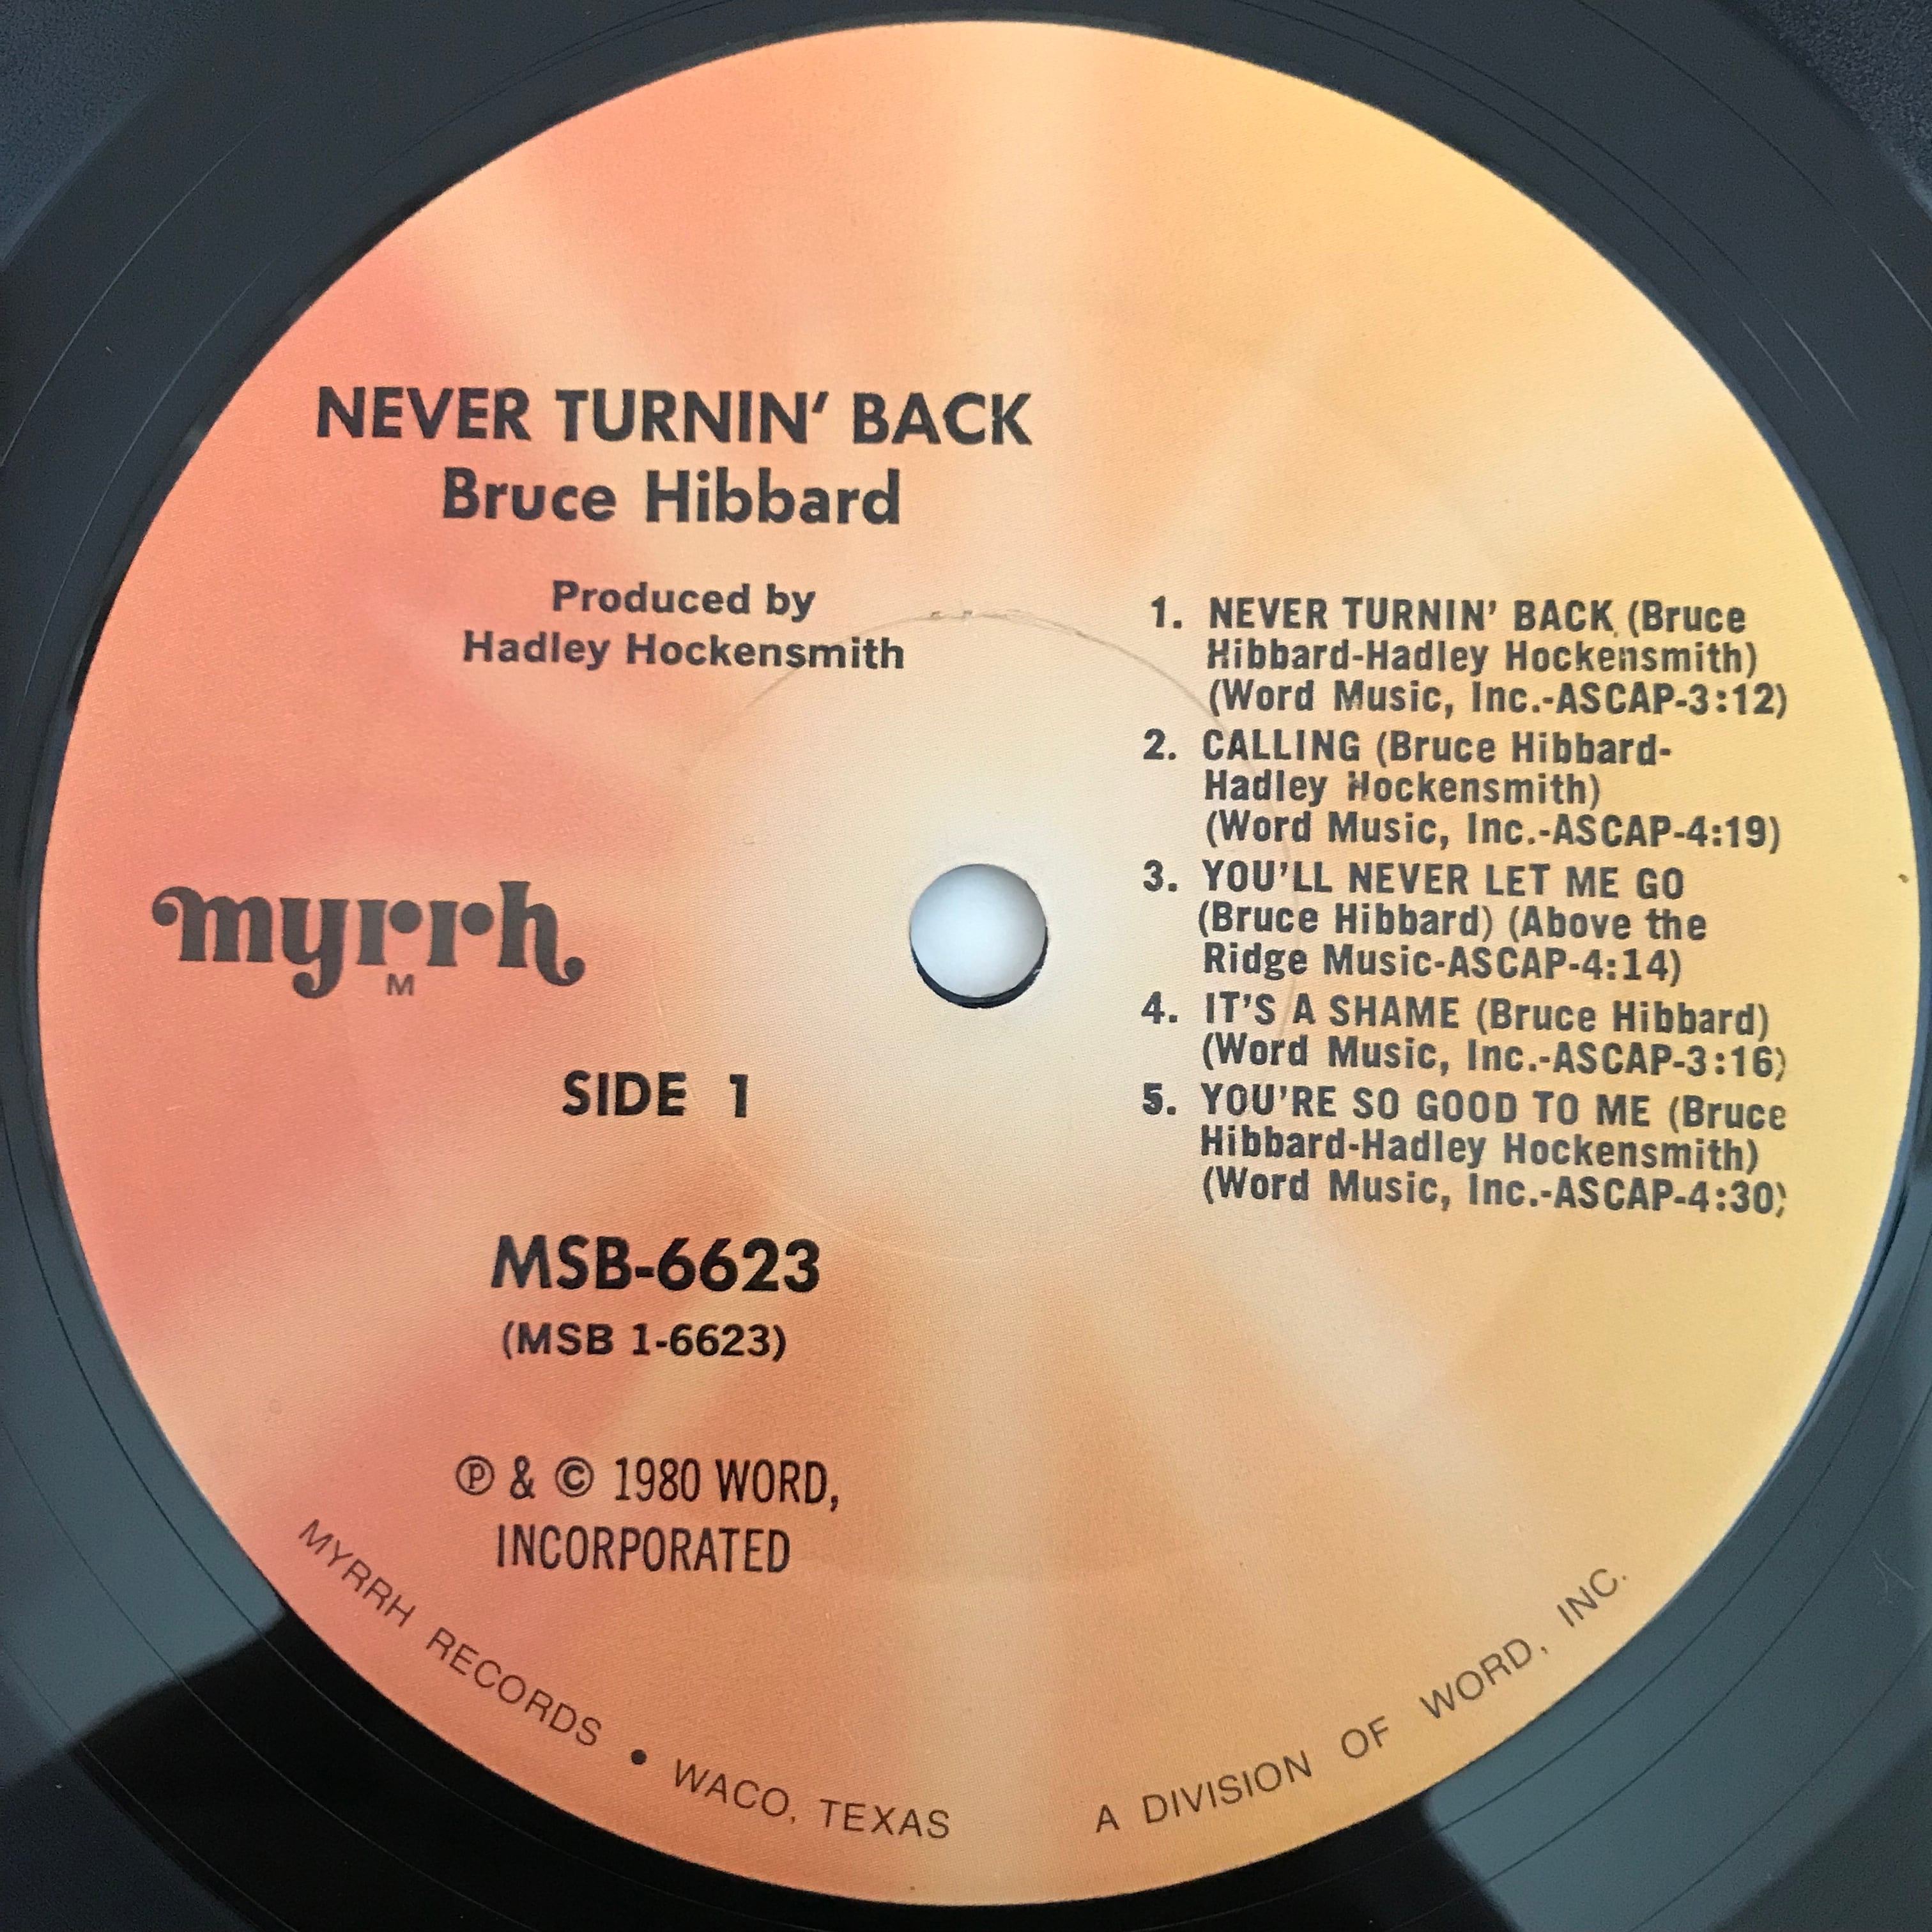 NEVER TURNIN' BACK
Bruce Hibbard
Produced by
Hadley Hockensmith
myrrh
M
SIDE 1
MSB-6623
(MSB 1-6623)
℗ & © 1980 WORD,
INCORPORATED
1. NEVER TURNIN' BACK (Bruce
Hibbard-Hadley Hockensmith)
(Word Music, Inc.-ASCAP-3:12)
2. CALLING (Bruce Hibbard-
Hadley Hockensmith)
(Word Music, Inc.-ASCAP-4:19)
3. YOU'LL NEVER LET ME GO
(Bruce Hibbard) (Above the
Ridge Music-ASCAP-4:14)
4. IT'S A SHAME (Bruce Hibbard)
(Word Music, Inc.-ASCAP-3:16)
5. YOU'RE SO GOOD TO ME (Bruce
Hibbard-Hadley Hockensmith)
(Word Music, Inc.-ASCAP-4:30)
MYRRH RECORDS • WACO, TEXAS
A DIVISION OF WORD, INC.